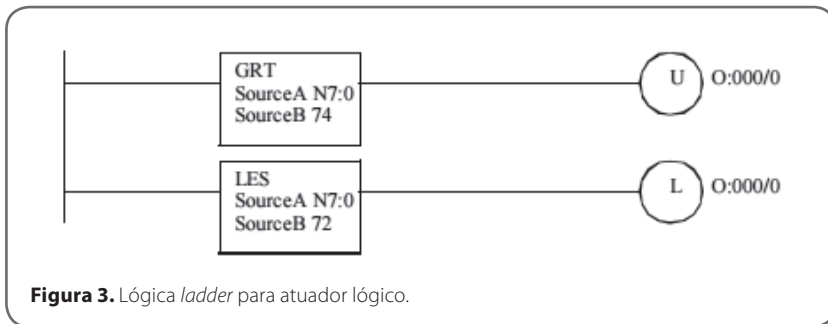 GRT
SourceA N7:0
SourceB 74
U O:000/0
LES
SourceA N7:0
SourceB 72
L O:000/0
Figura 3. Lógica ladder para atuador lógico.